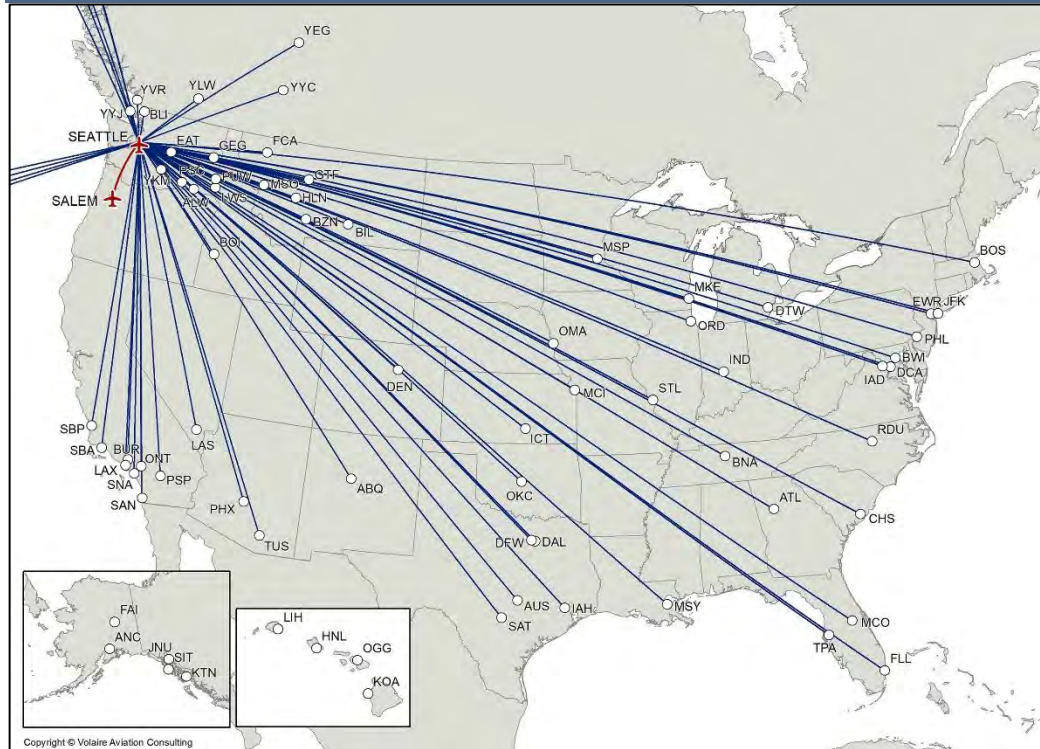 YEG
YVR
YLW
YYC
YYJ
BLI
SEATTLE
EAT
GEG
FCA
PSC
PUW
GTF
YKM
MSO
ALW
LWS
HLN
SALEM
BZN
BIL
BOI
MSP
BOS
MKE
DTW
EWR
JFK
ORD
PHL
OMA
BWI
IND
IAD
DCA
DEN
MCI
STL
SBP
LAS
ICT
RDU
SBA
BUR
ONT
BNA
LAX
SNA
PSP
ABQ
OKC
SAN
PHX
ATL
CHS
TUS
DFW
DAL
AUS
IAH
MSY
SAT
MCO
TPA
FLL
FAI
ANC
JNU
SIT
KTN
LIH
HNL
OGG
KOA
Copyright © Volaire Aviation Consulting